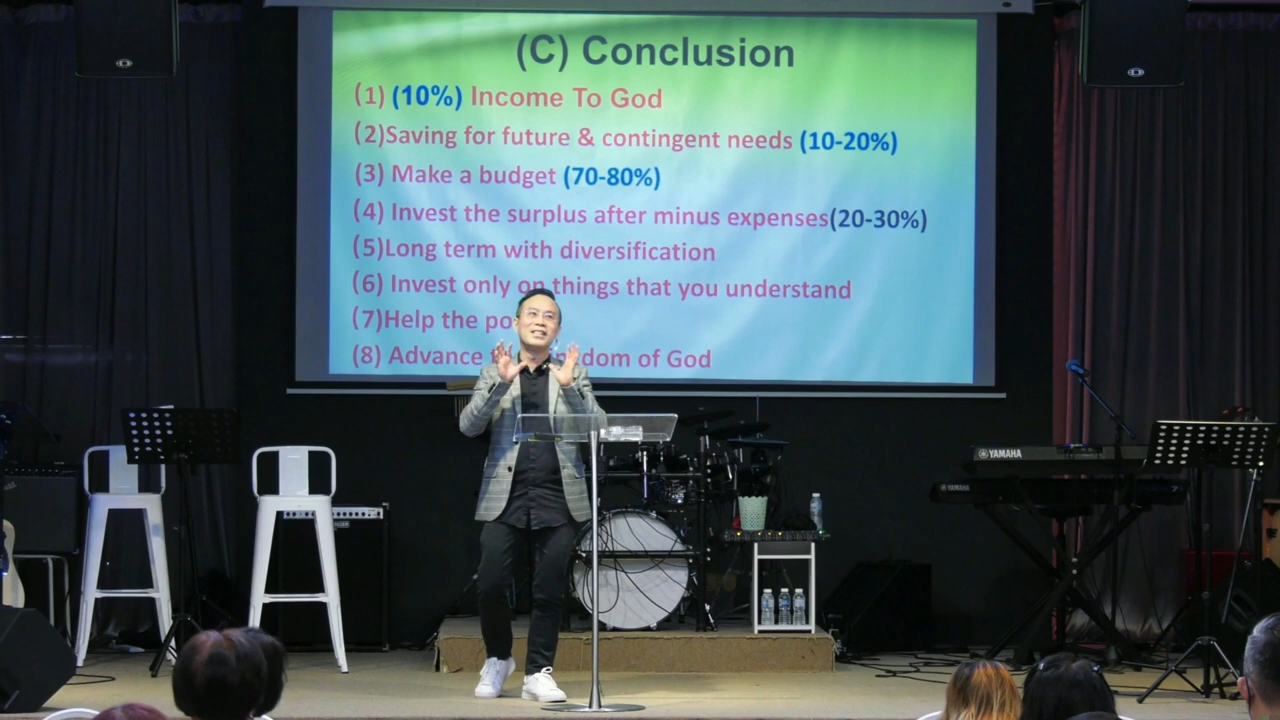 (C) Conclusion
(1) (10%) Income To God
(2)Saving for future & contingent needs (10-20%)
(3) Make a budget (70-80%)
(4) Invest the surplus after minus expenses(20-30%)
(5)Long term with diversification
(6) Invest only on things that you understand
(7)Help the
(8) Advance of God
YAMAHA
YAMAHA